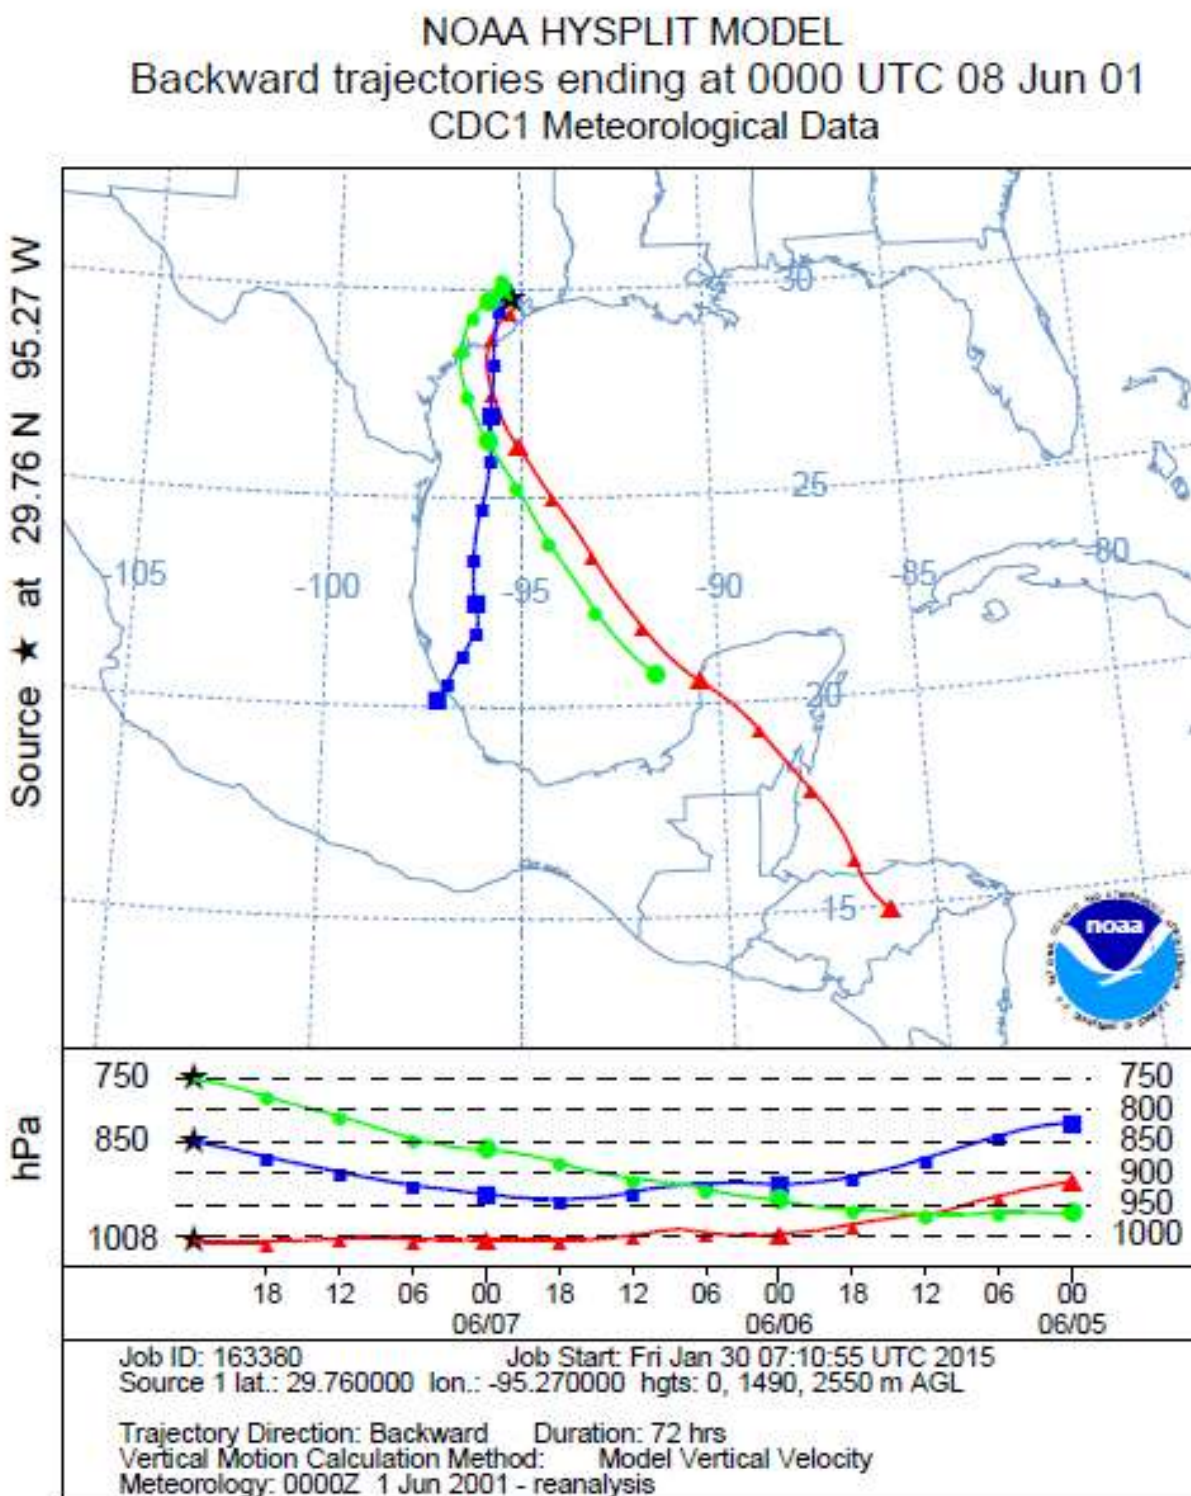 NOAA HYSPLIT MODEL
Backward trajectories ending at 0000 UTC 08 Jun 01
CDC1 Meteorological Data
Source ★ at 29.76 N 95.27 W
30
25
-105
-100
-95
-90
-85
-80
20
15
noaa
hPa
750
850
1008
750
800
850
900
950
1000
18 12 06 00 18 12 06 00 18 12 06 00
06/07 06/06 06/05
Job ID: 163380 Job Start: Fri Jan 30 07:10:55 UTC 2015
Source 1 lat.: 29.760000 lon.: -95.270000 hgts: 0, 1490, 2550 m AGL
Trajectory Direction: Backward Duration: 72 hrs
Vertical Motion Calculation Method: Model Vertical Velocity
Meteorology: 0000Z 1 Jun 2001 - reanalysis